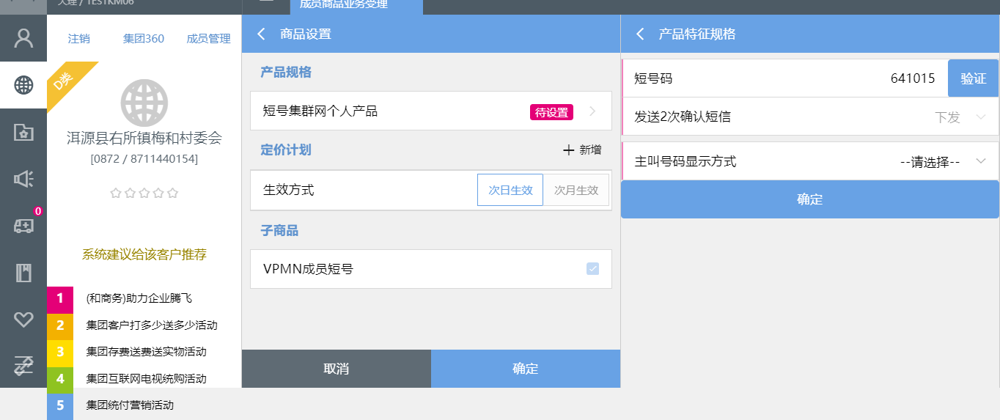 大理 / TESTKM06
成员商品业务受理
注销 集团360 成员管理
D类
洱源县右所镇梅和村委会
[0872 / 8711440154]
0
系统建议给该客户推荐
1 (和商务)助力企业腾飞
2 集团客户打多少送多少活动
3 集团存费送费送实物活动
4 集团互联网电视统购活动
5 集团统付营销活动
商品设置
产品规格
短号集群网个人产品 待设置
定价计划 新增
生效方式 次日生效 次月生效
子商品
VPMN成员短号
取消 确定
产品特征规格
短号码 641015 验证
发送2次确认短信 下发
主叫号码显示方式 --请选择--
确定